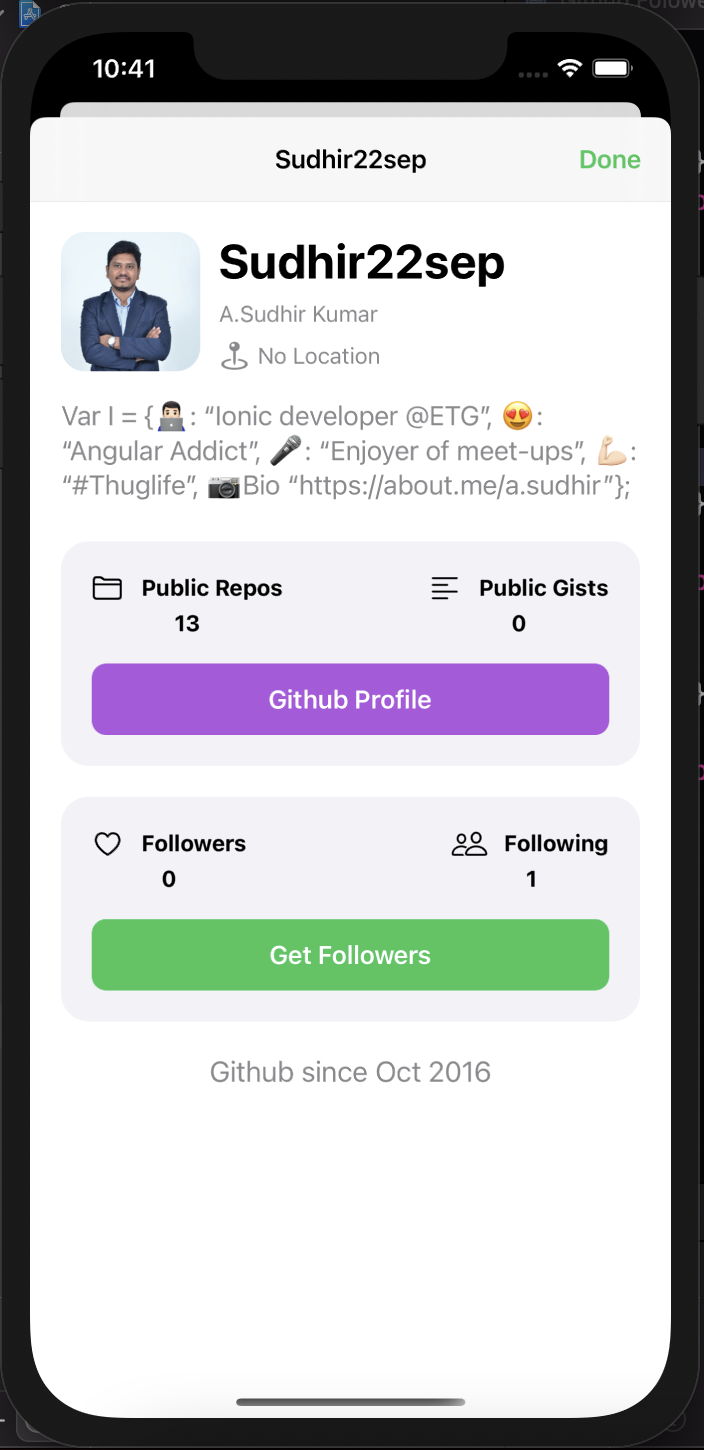 10:41
Sudhir22sep
Done
Sudhir22sep
A.Sudhir Kumar
No Location
Var I = {👨🏻‍💻: “Ionic developer @ETG”, 😍:
“Angular Addict”, 🎤: “Enjoyer of meet-ups”, 💪🏻:
“#Thuglife”, 📷Bio “https://about.me/a.sudhir”};
Public Repos
13
Public Gists
0
Github Profile
Followers
0
Following
1
Get Followers
Github since Oct 2016